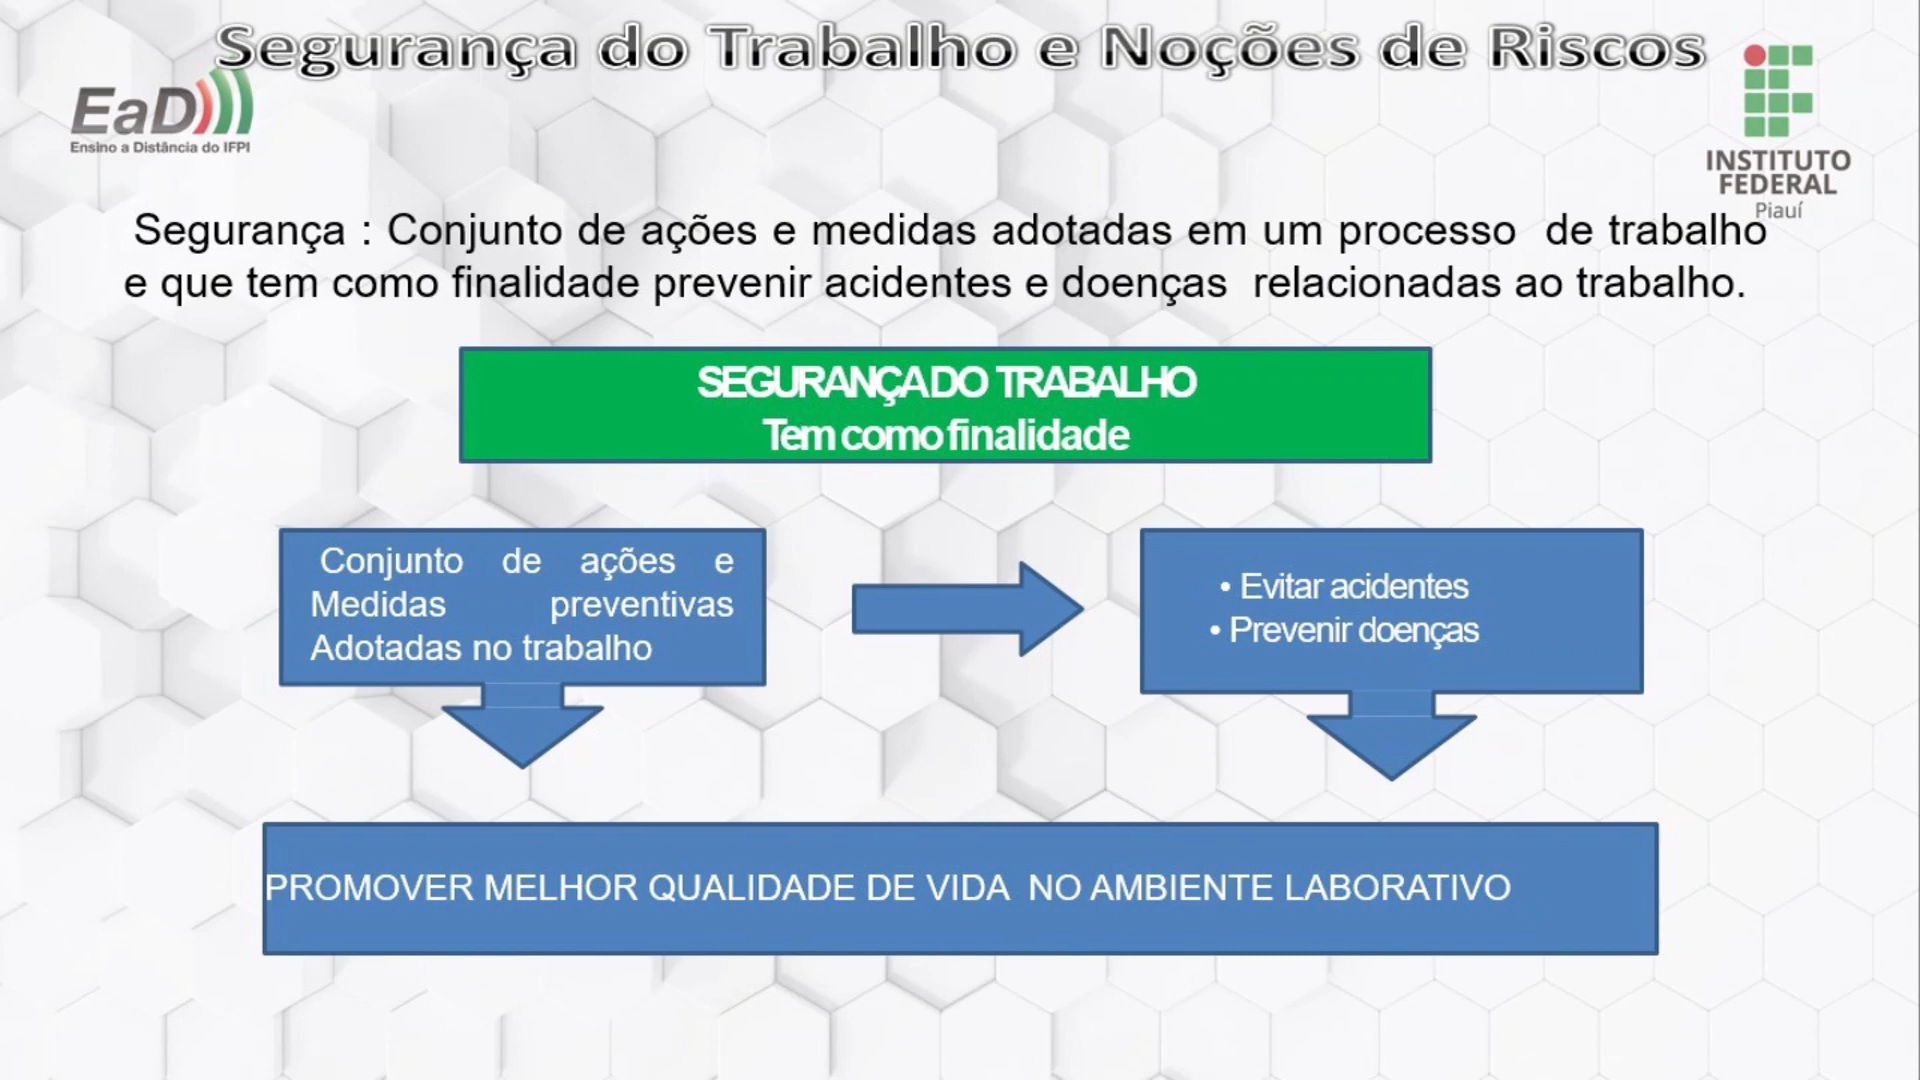 Segurança do Trabalho e Noções de Riscos
EaD
Ensino a Distância do IFPI
INSTITUTO
FEDERAL
Piauí
Segurança : Conjunto de ações e medidas adotadas em um processo de trabalho
e que tem como finalidade prevenir acidentes e doenças relacionadas ao trabalho.
SEGURANÇA DO TRABALHO
Tem como finalidade
Conjunto de ações e
Medidas preventivas
Adotadas no trabalho
• Evitar acidentes
• Prevenir doenças
PROMOVER MELHOR QUALIDADE DE VIDA NO AMBIENTE LABORATIVO